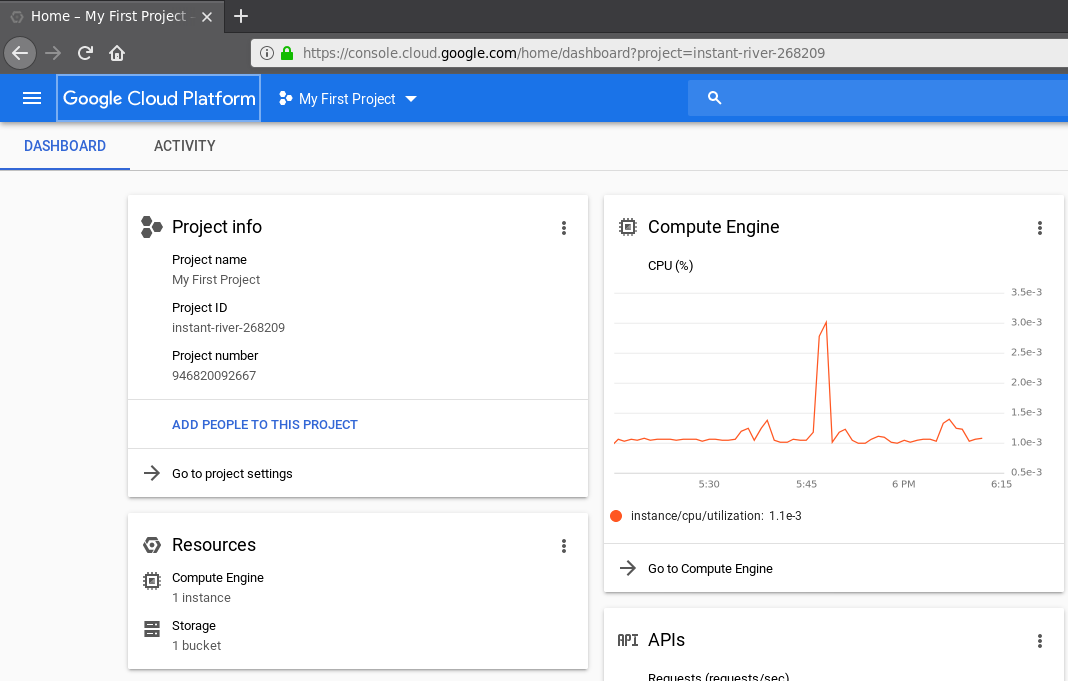 Home – My First Project -
https://console.cloud.google.com/home/dashboard?project=instant-river-268209
Google Cloud Platform
My First Project
DASHBOARD
ACTIVITY
Project info
Project name
My First Project
Project ID
instant-river-268209
Project number
946820092667
ADD PEOPLE TO THIS PROJECT
Go to project settings
Resources
Compute Engine
1 instance
Storage
1 bucket
Compute Engine
CPU (%)
3.5e-3
3.0e-3
2.5e-3
2.0e-3
1.5e-3
1.0e-3
0.5e-3
5:30 5:45 6 PM 6:15
instance/cpu/utilization: 1.1e-3
Go to Compute Engine
API APIs
Requests (requests/sec)